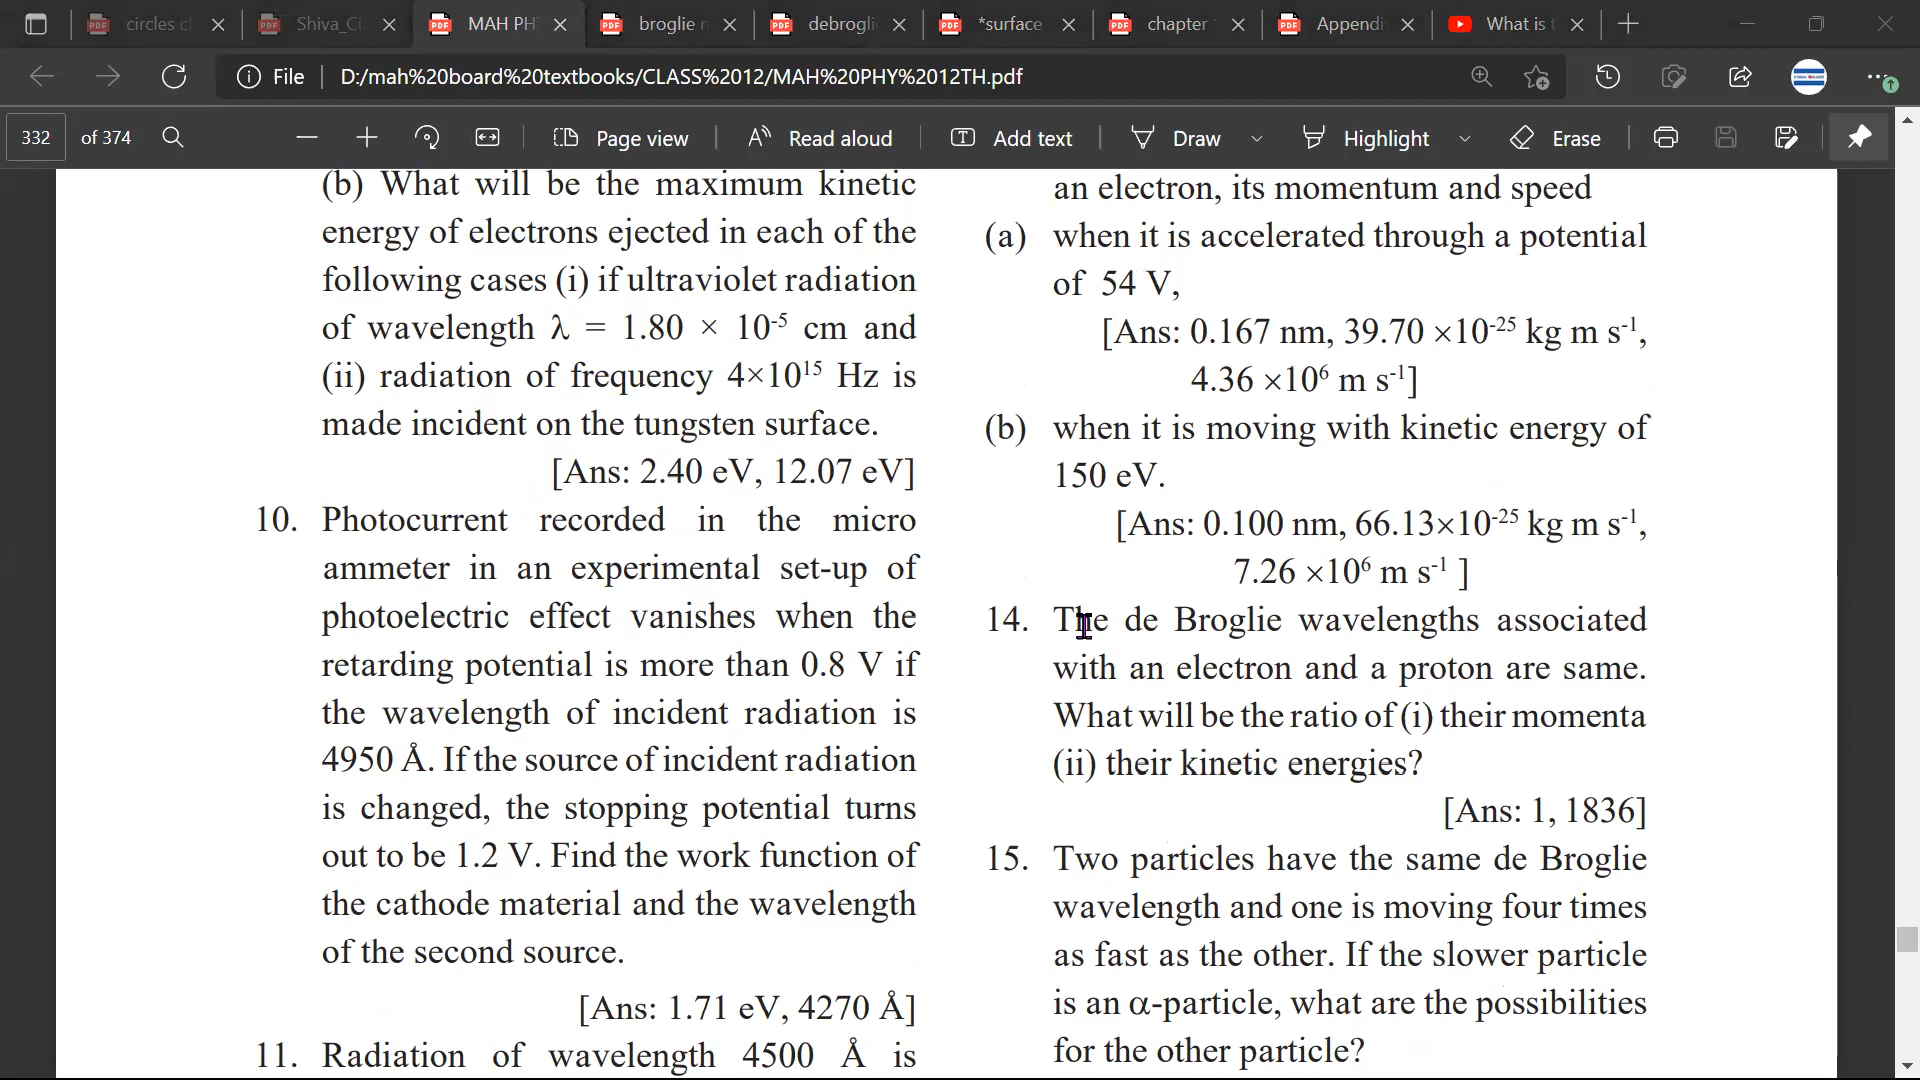 circles cl
Shiva_Ci
MAH PH
broglie n
debroglie
*surface
chapter
Appendi
What is t
File
D:/mah%20board%20textbooks/CLASS%2012/MAH%20PHY%2012TH.pdf
332 of 374
Page view
Read aloud
Add text
Draw
Highlight
Erase
(b) What will be the maximum kinetic
energy of electrons ejected in each of the
following cases (i) if ultraviolet radiation
of wavelength λ = 1.80 × 10⁻⁵ cm and
(ii) radiation of frequency 4×10¹⁵ Hz is
made incident on the tungsten surface.
[Ans: 2.40 eV, 12.07 eV]
10. Photocurrent recorded in the micro
ammeter in an experimental set-up of
photoelectric effect vanishes when the
retarding potential is more than 0.8 V if
the wavelength of incident radiation is
4950 Å. If the source of incident radiation
is changed, the stopping potential turns
out to be 1.2 V. Find the work function of
the cathode material and the wavelength
of the second source.
[Ans: 1.71 eV, 4270 Å]
11. Radiation of wavelength 4500 Å is
an electron, its momentum and speed
(a) when it is accelerated through a potential
of 54 V,
[Ans: 0.167 nm, 39.70 ×10⁻²⁵ kg m s⁻¹,
4.36 ×10⁶ m s⁻¹]
(b) when it is moving with kinetic energy of
150 eV.
[Ans: 0.100 nm, 66.13×10⁻²⁵ kg m s⁻¹,
7.26 ×10⁶ m s⁻¹ ]
14. The de Broglie wavelengths associated
with an electron and a proton are same.
What will be the ratio of (i) their momenta
(ii) their kinetic energies?
[Ans: 1, 1836]
15. Two particles have the same de Broglie
wavelength and one is moving four times
as fast as the other. If the slower particle
is an α-particle, what are the possibilities
for the other particle?